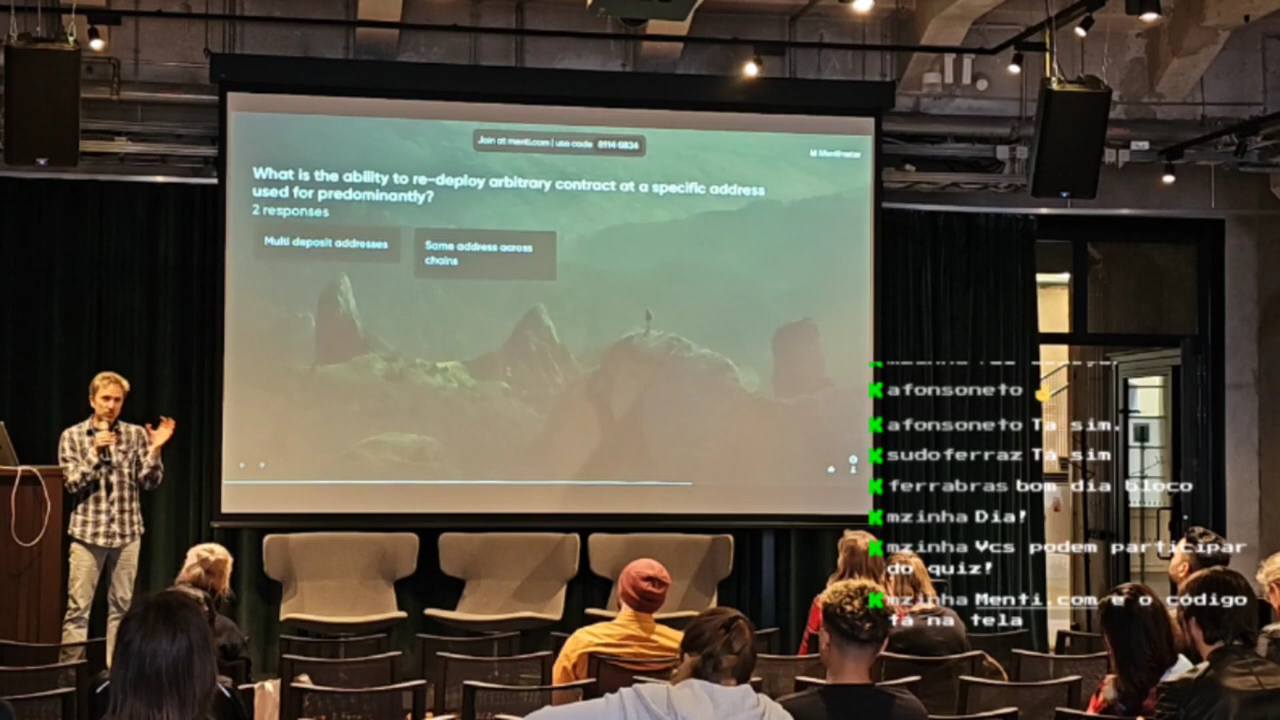 Join at menti.com | use code 8114 6834
Mentimeter
What is the ability to re-deploy arbitrary contract at a specific address
used for predominantly?
2 responses
Multi deposit addresses
Same address across
chains
afonsoneto
afonsoneto Ta sim.
sudoferraz Ta sim
ferrabras bom dia bloco
mzinha Dia!
mzinha Vcs podem participar
do quiz!
mzinha Menti.com e o código
tá na tela